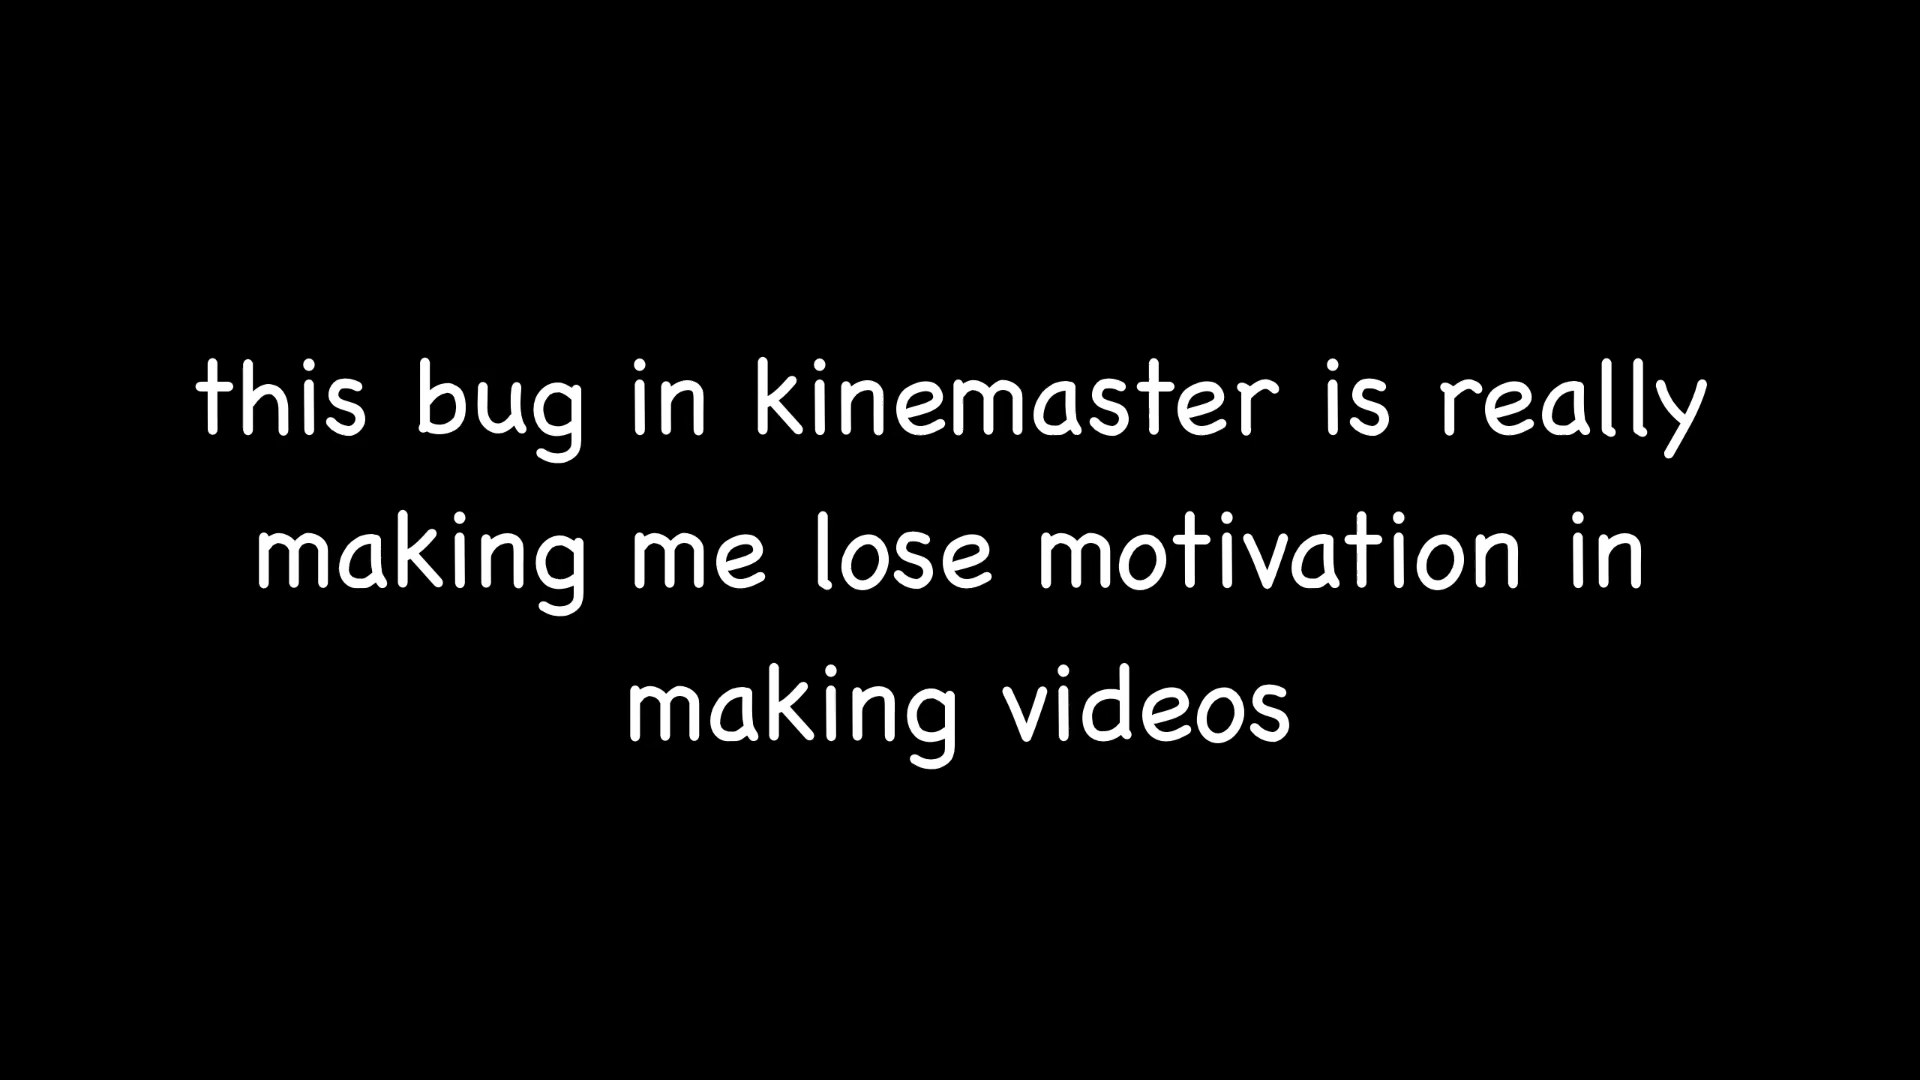 this bug in kinemaster is really
making me lose motivation in
making videos